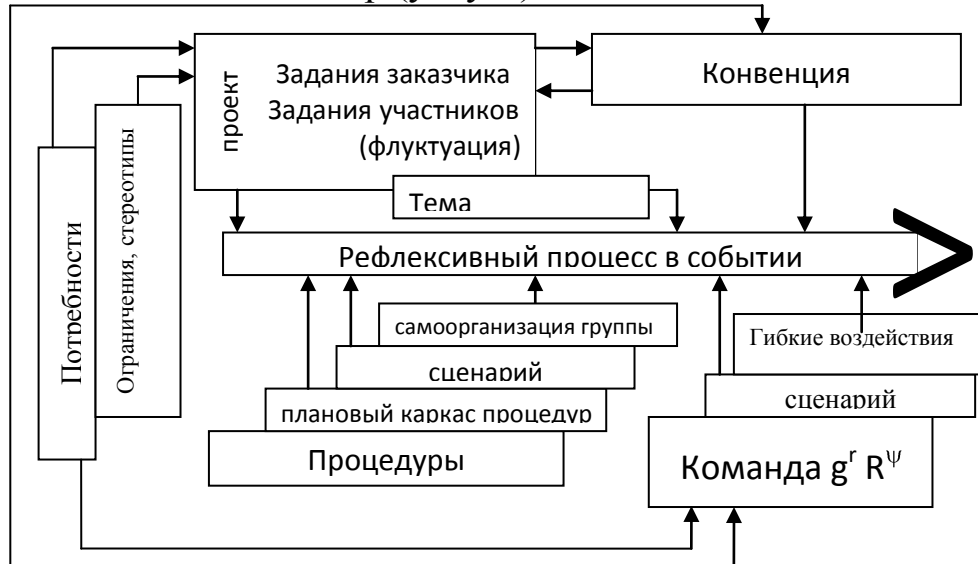 Задания заказчика
проект
Задания участников
(флуктуация)
Конвенция
Тема
Потребности
Ограничения, стереотипы
Рефлексивный процесс в событии
самоорганизация группы
Гибкие воздействия
сценарий
сценарий
плановый каркас процедур
Процедуры
Команда gʳ Rᵠ